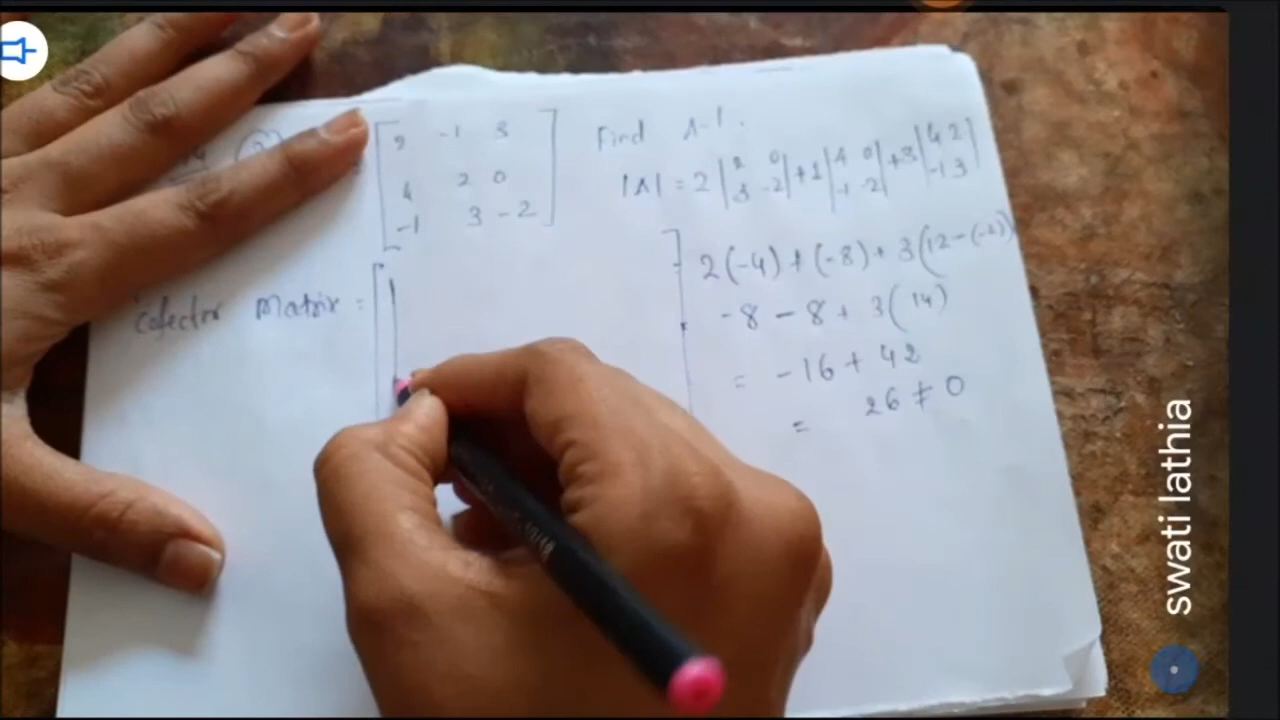 2 -1 3 Find A-1.
4 2 0 |A| = 2 |2 0 3 -2| + 1 |4 0 -1 -2| + 3 |4 2 -1 3|
-1 3 -2
2(-4) + (-8) + 3(12-(-2))
Cofector Matrix =
-8 - 8 + 3(14)
= -16 + 42
= 26 ≠ 0
swati lathia